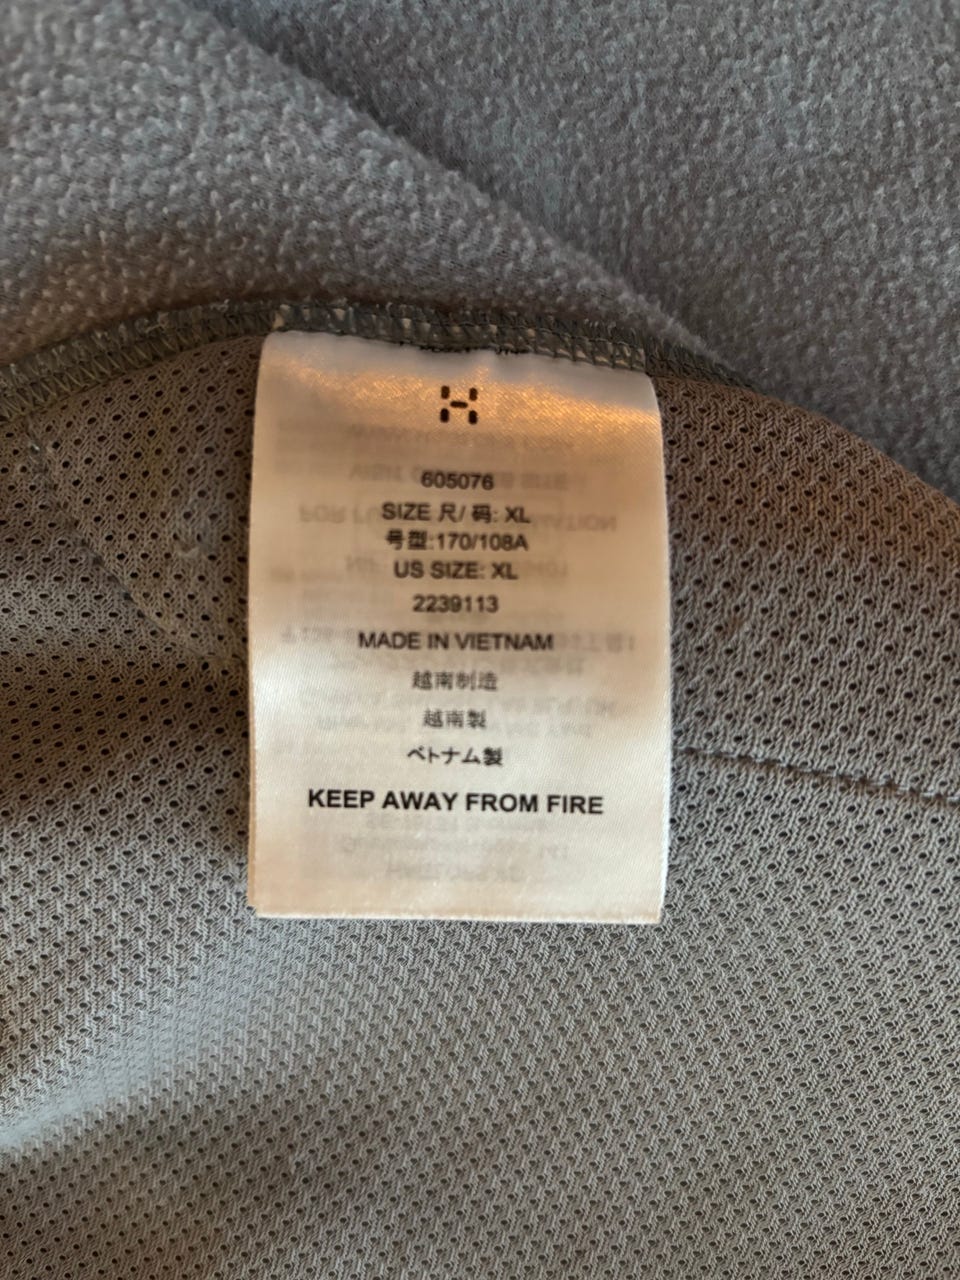 605076
SIZE 尺/ 码: XL
号型:170/108A
US SIZE: XL
2239113
MADE IN VIETNAM
越南制造
越南製
ベトナム製
KEEP AWAY FROM FIRE